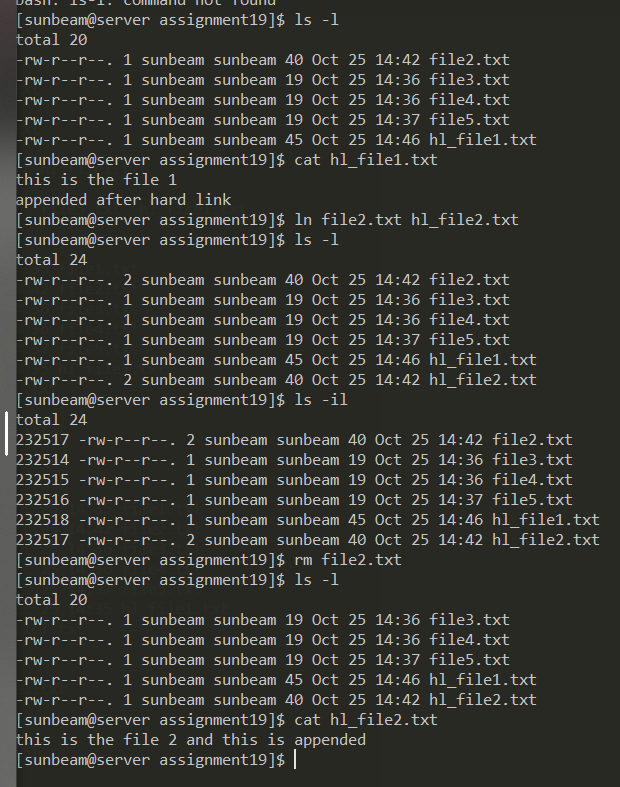 bash: ls-l: command not found
[sunbeam@server assignment19]$ ls -l
total 20
-rw-r--r--. 1 sunbeam sunbeam 40 Oct 25 14:42 file2.txt
-rw-r--r--. 1 sunbeam sunbeam 19 Oct 25 14:36 file3.txt
-rw-r--r--. 1 sunbeam sunbeam 19 Oct 25 14:36 file4.txt
-rw-r--r--. 1 sunbeam sunbeam 19 Oct 25 14:37 file5.txt
-rw-r--r--. 1 sunbeam sunbeam 45 Oct 25 14:46 hl_file1.txt
[sunbeam@server assignment19]$ cat hl_file1.txt
this is the file 1
appended after hard link
[sunbeam@server assignment19]$ ln file2.txt hl_file2.txt
[sunbeam@server assignment19]$ ls -l
total 24
-rw-r--r--. 2 sunbeam sunbeam 40 Oct 25 14:42 file2.txt
-rw-r--r--. 1 sunbeam sunbeam 19 Oct 25 14:36 file3.txt
-rw-r--r--. 1 sunbeam sunbeam 19 Oct 25 14:36 file4.txt
-rw-r--r--. 1 sunbeam sunbeam 19 Oct 25 14:37 file5.txt
-rw-r--r--. 1 sunbeam sunbeam 45 Oct 25 14:46 hl_file1.txt
-rw-r--r--. 2 sunbeam sunbeam 40 Oct 25 14:42 hl_file2.txt
[sunbeam@server assignment19]$ ls -il
total 24
232517 -rw-r--r--. 2 sunbeam sunbeam 40 Oct 25 14:42 file2.txt
232514 -rw-r--r--. 1 sunbeam sunbeam 19 Oct 25 14:36 file3.txt
232515 -rw-r--r--. 1 sunbeam sunbeam 19 Oct 25 14:36 file4.txt
232516 -rw-r--r--. 1 sunbeam sunbeam 19 Oct 25 14:37 file5.txt
232518 -rw-r--r--. 1 sunbeam sunbeam 45 Oct 25 14:46 hl_file1.txt
232517 -rw-r--r--. 2 sunbeam sunbeam 40 Oct 25 14:42 hl_file2.txt
[sunbeam@server assignment19]$ rm file2.txt
[sunbeam@server assignment19]$ ls -l
total 20
-rw-r--r--. 1 sunbeam sunbeam 19 Oct 25 14:36 file3.txt
-rw-r--r--. 1 sunbeam sunbeam 19 Oct 25 14:36 file4.txt
-rw-r--r--. 1 sunbeam sunbeam 19 Oct 25 14:37 file5.txt
-rw-r--r--. 1 sunbeam sunbeam 45 Oct 25 14:46 hl_file1.txt
-rw-r--r--. 1 sunbeam sunbeam 40 Oct 25 14:42 hl_file2.txt
[sunbeam@server assignment19]$ cat hl_file2.txt
this is the file 2 and this is appended
[sunbeam@server assignment19]$